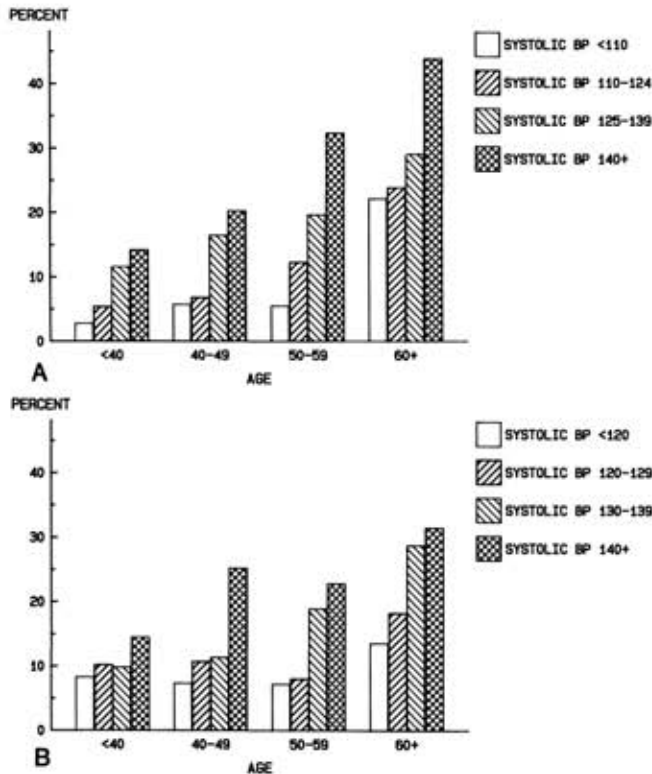 PERCENT
40
30
20
10
0
<40 40-49 50-59 60+
AGE
A
SYSTOLIC BP <110
SYSTOLIC BP 110-124
SYSTOLIC BP 125-139
SYSTOLIC BP 140+
PERCENT
40
30
20
10
0
<40 40-49 50-59 60+
AGE
B
SYSTOLIC BP <120
SYSTOLIC BP 120-129
SYSTOLIC BP 130-139
SYSTOLIC BP 140+